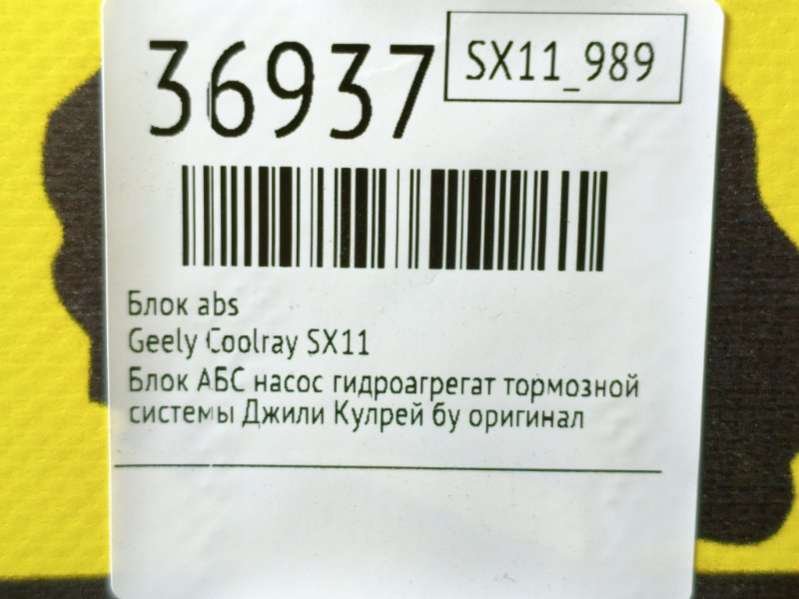 36937
SX11_989
Блок abs
Geely Coolray SX11
Блок АБС насос гидроагрегат тормозной
системы Джили Кулрей бу оригинал